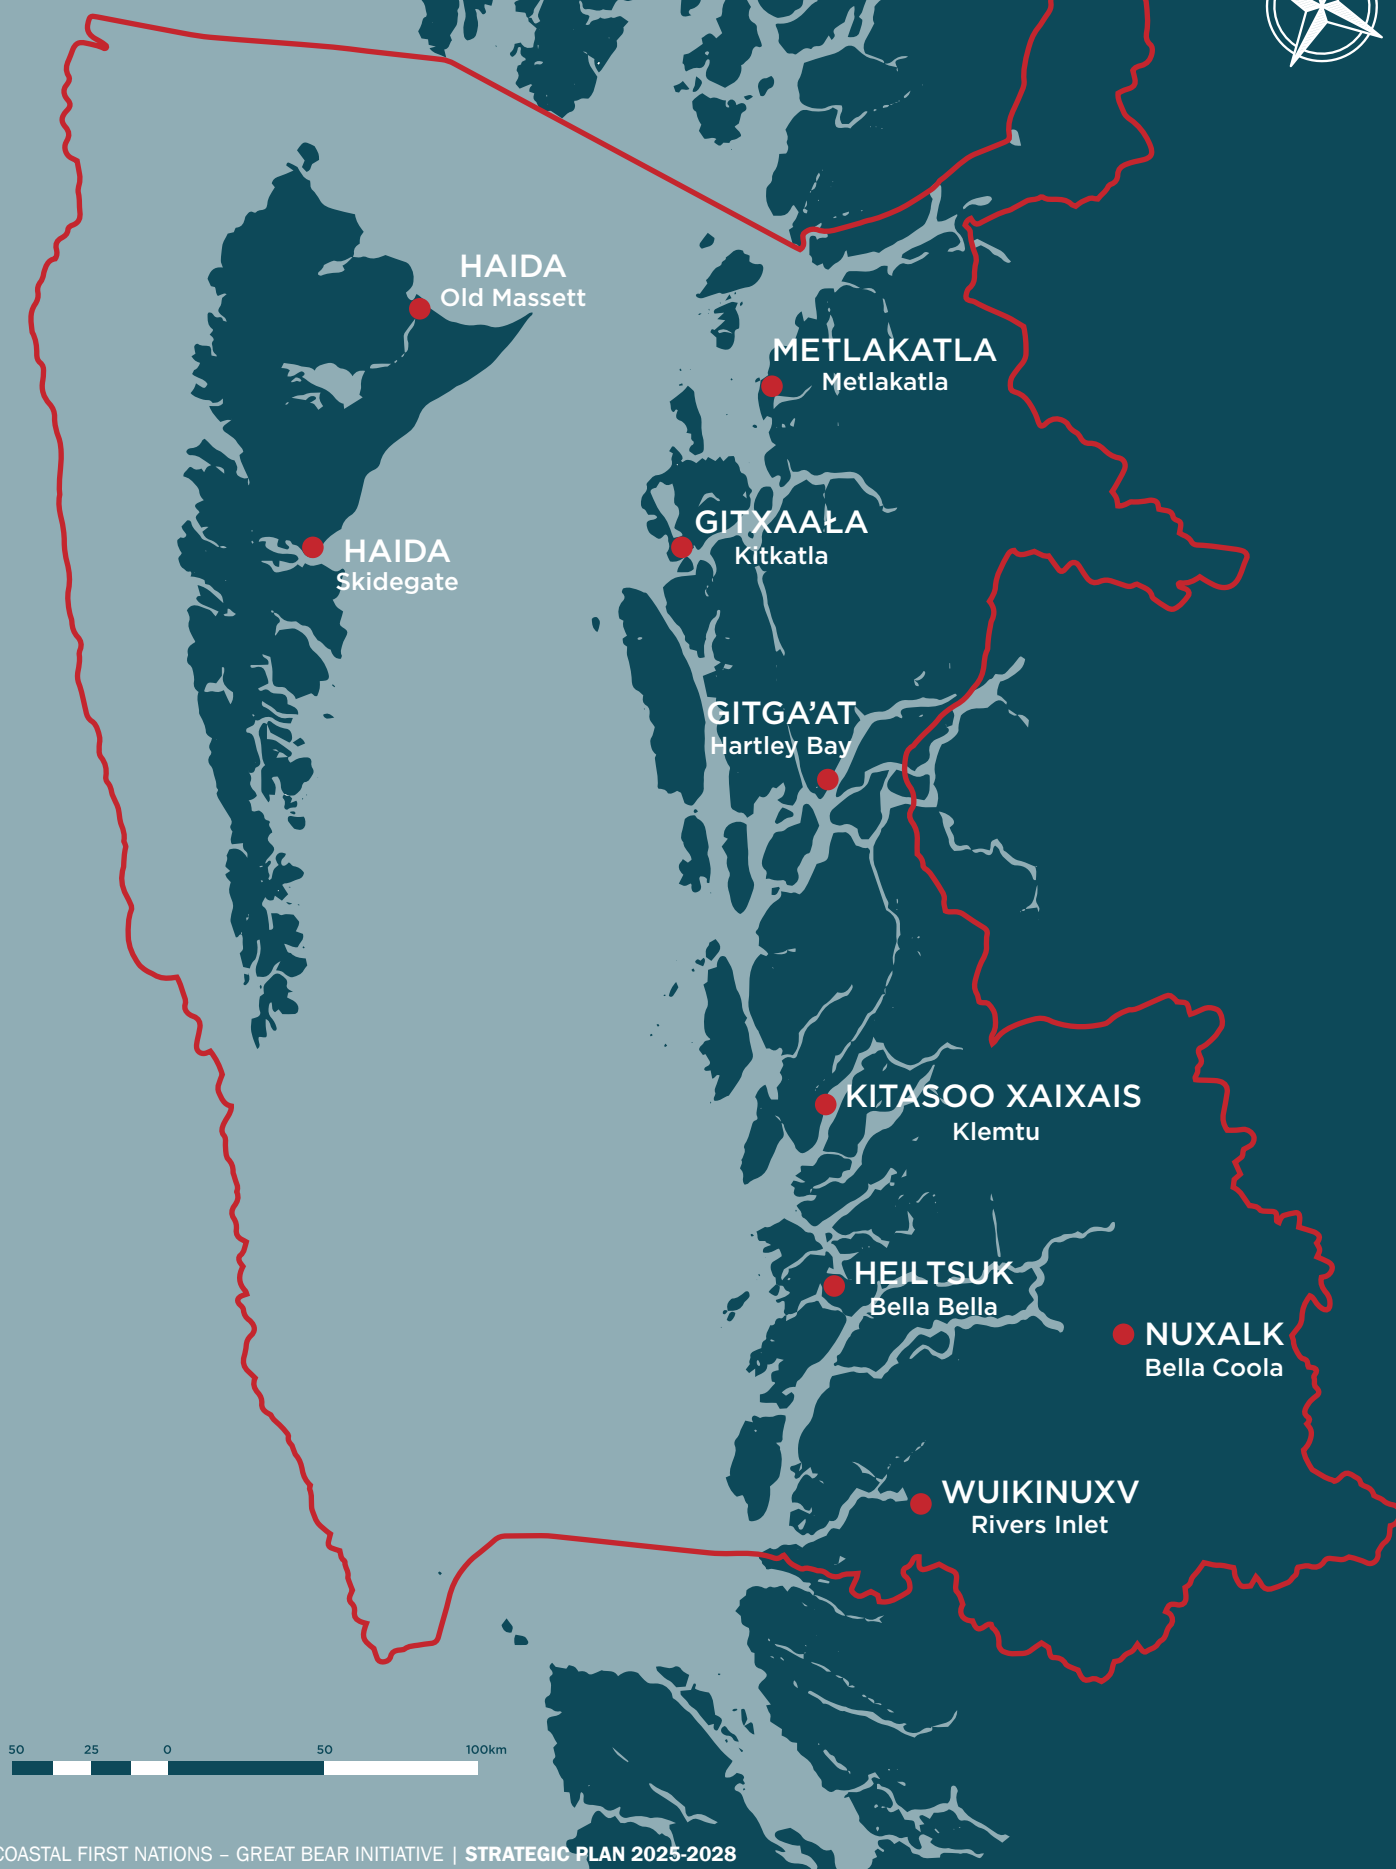 HAIDA
Old Massett
METLAKATLA
Metlakatla
GITXAAŁA
Kitkatla
HAIDA
Skidegate
GITGA’AT
Hartley Bay
KITASOO XAIXAIS
Klemtu
HEILTSUK
Bella Bella
NUXALK
Bella Coola
WUIKINUXV
Rivers Inlet
50 25 0 50 100km
COASTAL FIRST NATIONS – GREAT BEAR INITIATIVE | STRATEGIC PLAN 2025-2028